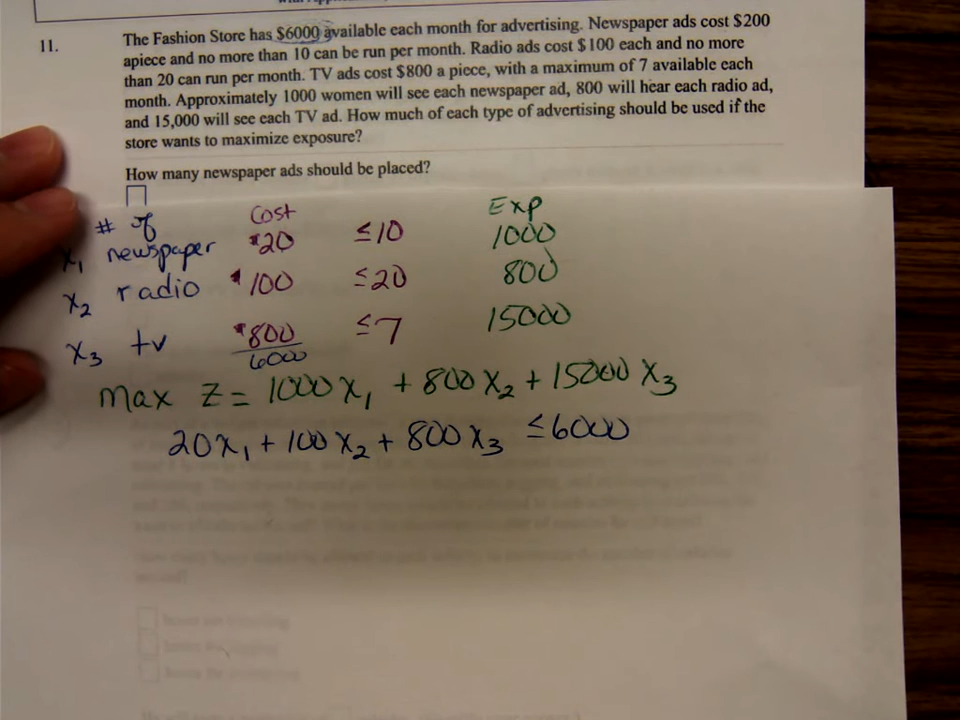 11. The Fashion Store has $6000 available each month for advertising. Newspaper ads cost $200
apiece and no more than 10 can be run per month. Radio ads cost $100 each and no more
than 20 can run per month. TV ads cost $800 a piece, with a maximum of 7 available each
month. Approximately 1000 women will see each newspaper ad, 800 will hear each radio ad,
and 15,000 will see each TV ad. How much of each type of advertising should be used if the
store wants to maximize exposure?
How many newspaper ads should be placed?
# of Cost Exp
x₁ newspaper $20 ≤10 1000
x₂ radio $100 ≤20 800
x₃ tv $800 ≤7 15000
6000
Max Z = 1000x₁ + 800x₂ + 15000x₃
20x₁ + 100x₂ + 800x₃ ≤6000